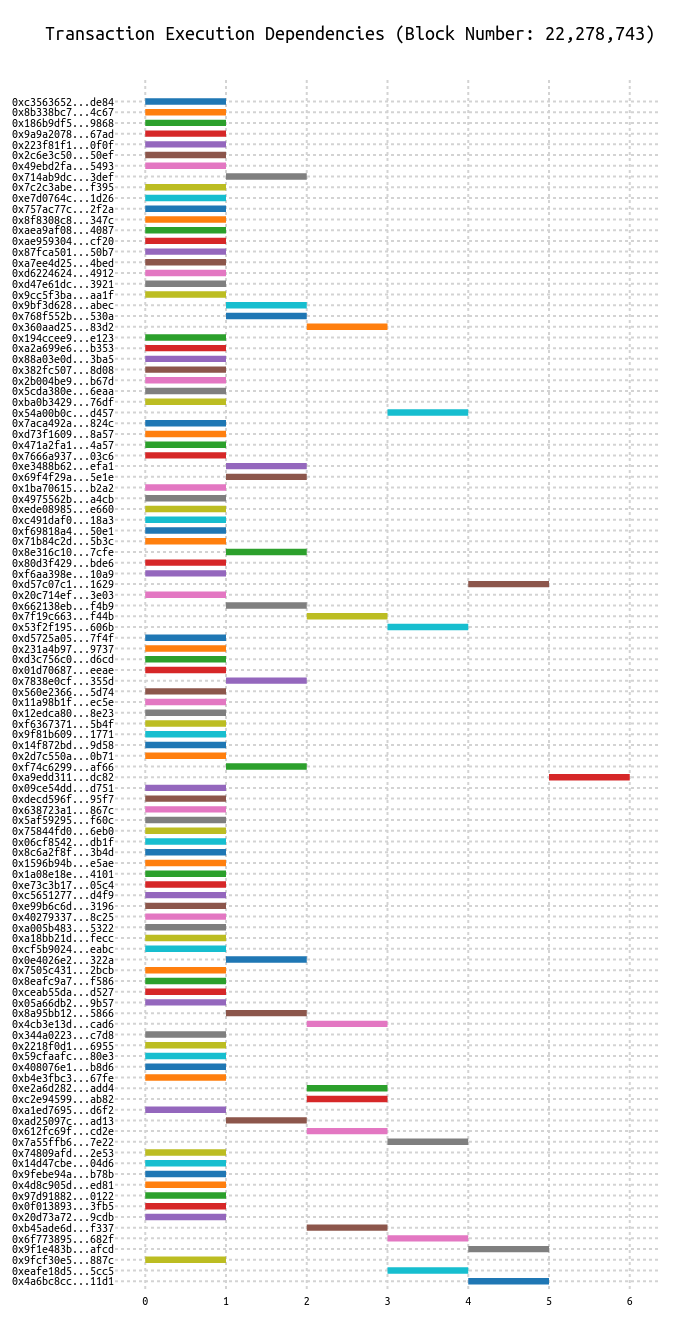 Transaction Execution Dependencies (Block Number: 22,278,743)
0xc3563652...de84
0x8b338bc7...4c67
0x186b9df5...9868
0x9a9a2078...67ad
0x223f81f1...0f0f
0x2c6e3c50...50ef
0x49ebd2fa...5493
0x714ab9dc...3def
0x7c2c3abe...f395
0xe7d0764c...1d26
0x757ac77c...2f2a
0x8f8308c8...347c
0xaea9af08...4087
0xae959304...cf20
0x87fca501...50b7
0xa7ee4d25...4bed
0xd6224624...4912
0xd47e61dc...3921
0x9cc5f3ba...aa1f
0x9bf3d628...abec
0x768f552b...530a
0x360aad25...83d2
0x194ccee9...e123
0xa2a699e6...b353
0x88a03e0d...3ba5
0x382fc507...8d08
0x2b004be9...b67d
0x5cda380e...6eaa
0xba0b3429...76df
0x54a00b0c...d457
0x7aca492a...824c
0xd73f1609...8a57
0x471a2fa1...4a57
0x7666a937...03c6
0xe3488b62...efa1
0x69f4f29a...5e1e
0x1ba70615...b2a2
0x4975562b...a4cb
0xede08985...e660
0xc491daf0...18a3
0xf69818a4...50e1
0x71b84c2d...5b3c
0x8e316c10...7cfe
0x80d3f429...bde6
0xf6aa398e...10a9
0xd57c07c1...1629
0x20c714ef...3e03
0x662138eb...f4b9
0x7f19c663...f44b
0x53f2f195...606b
0xd5725a05...7f4f
0x231a4b97...9737
0xd3c756c0...d6cd
0x01d70687...eeae
0x7838e0cf...355d
0x560e2366...5d74
0x11a98b1f...ec5e
0x12edca80...8e23
0xf6367371...5b4f
0x9f81b609...1771
0x14f872bd...9d58
0x2d7c550a...0b71
0xf74c6299...af66
0xa9edd311...dc82
0x09ce54dd...d751
0xdecd596f...95f7
0x638723a1...867c
0x5af59295...f60c
0x75844fd0...6eb0
0x06cf8542...db1f
0x8c6a2f8f...3b4d
0x1596b94b...e5ae
0x1a08e18e...4101
0xe73c3b17...05c4
0xc5651277...d4f9
0xe99b6c6d...3196
0x40279337...8c25
0xa005b483...5322
0xa18bb21d...fecc
0xcf5b9024...eabc
0x0e4026e2...322a
0x7505c431...2bcb
0x8eafc9a7...f586
0xceab55da...d527
0x05a66db2...9b57
0x8a95bb12...5866
0x4cb3e13d...cad6
0x344a0223...c7d8
0x2218f0d1...6955
0x59cfaafc...80e3
0x408076e1...b8d6
0xb4e3fbc3...67fe
0xe2a6d282...add4
0xc2e94599...ab82
0xa1ed7695...d6f2
0xad25097c...ad13
0x612fc69f...cd2e
0x7a55ffb6...7e22
0x74809afd...2e53
0x14d47cbe...04d6
0x9febe94a...b78b
0x4d8c905d...ed81
0x97d91882...0122
0x0f013893...3fb5
0x20d73a72...9cdb
0xb45ade6d...f337
0x6f773895...682f
0x9f1e483b...afcd
0x9fcf30e5...887c
0xeafe18d5...5cc5
0x4a6bc8cc...11d1
0 1 2 3 4 5 6